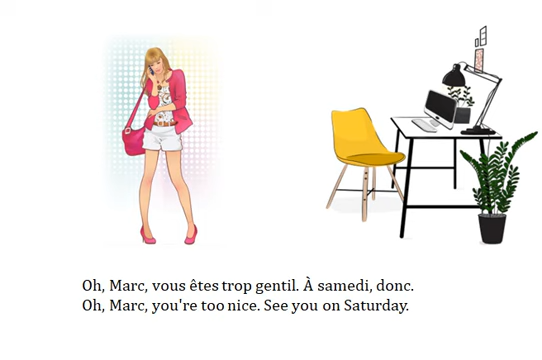 Oh, Marc, vous êtes trop gentil. À samedi, donc.
Oh, Marc, you're too nice. See you on Saturday.